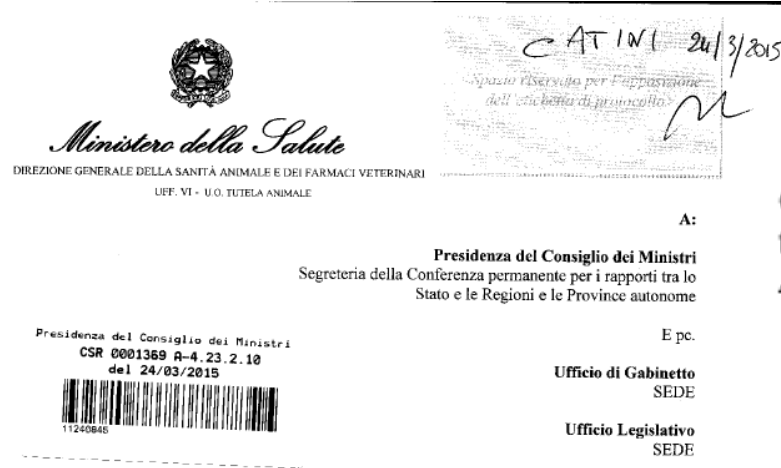 CATINI 24/3/2015
Spazio riservato per l'apposizione
dell'etichetta di protocollo
Ministero della Salute
DIREZIONE GENERALE DELLA SANITÀ ANIMALE E DEI FARMACI VETERINARI
UFF. VI - U.O. TUTELA ANIMALE
A:
Presidenza del Consiglio dei Ministri
Segreteria della Conferenza permanente per i rapporti tra lo
Stato e le Regioni e le Province autonome
E pc.
Presidenza del Consiglio dei Ministri
CSR 0001369 A-4.23.2.10
del 24/03/2015
11240845
Ufficio di Gabinetto
SEDE
Ufficio Legislativo
SEDE